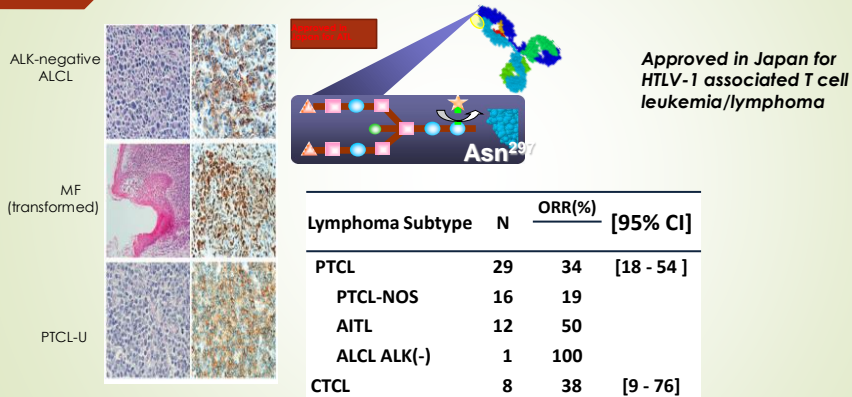 ALK-negative
ALCL
MF
(transformed)
PTCL-U
Asn297
Approved in Japan for
HTLV-1 associated T cell
leukemia/lymphoma
Lymphoma Subtype N ORR(%) [95% CI]
PTCL 29 34 [18 - 54 ]
PTCL-NOS 16 19
AITL 12 50
ALCL ALK(-) 1 100
CTCL 8 38 [9 - 76]